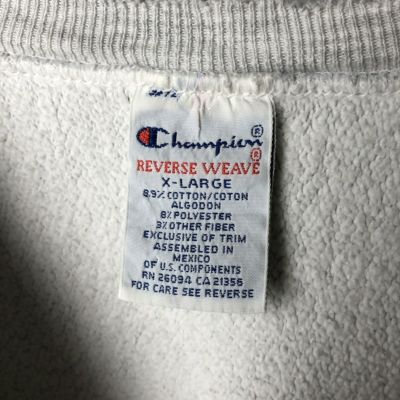 Champion®
REVERSE WEAVE®
X-LARGE
89% COTTON/COTON
ALGODON
8% POLYESTER
3% OTHER FIBER
EXCLUSIVE OF TRIM
ASSEMBLED IN
MEXICO
OF U.S. COMPONENTS
RN 26094 CA 21356
FOR CARE SEE REVERSE